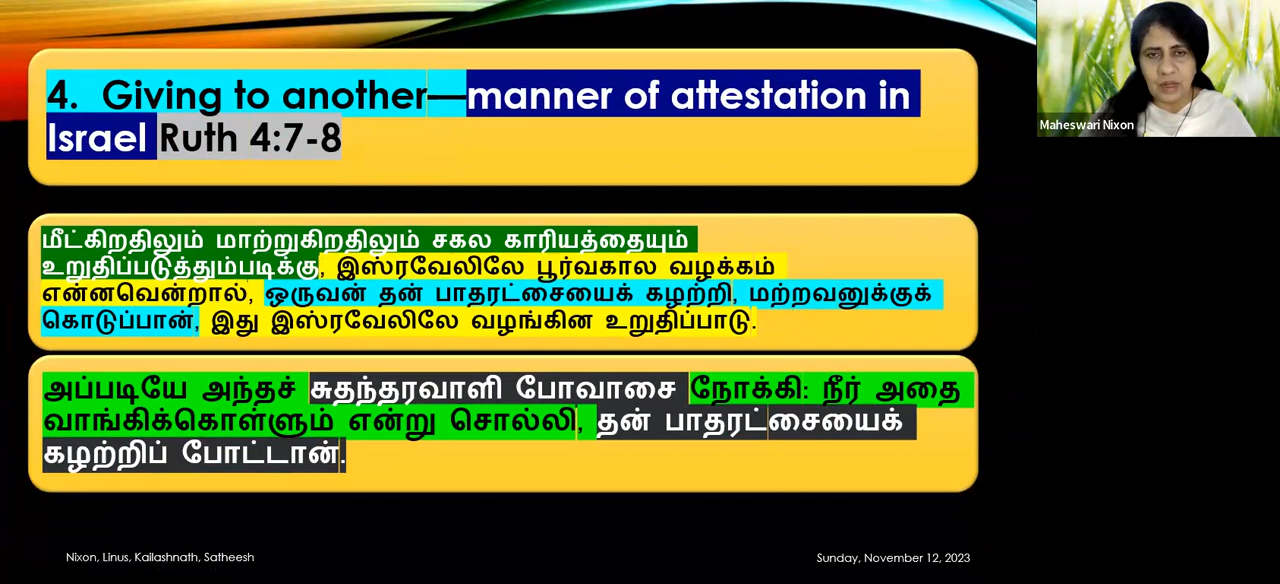 4. Giving to another—manner of attestation in
Israel Ruth 4:7-8
Maheswari Nixon
மீட்கிறதிலும் மாற்றுகிறதிலும் சகல காரியத்தையும்
உறுதிப்படுத்தும்படிக்கு, இஸ்ரவேலிலே பூர்வகால வழக்கம்
என்னவென்றால், ஒருவன் தன் பாதரட்சையைக் கழற்றி, மற்றவனுக்குக்
கொடுப்பான், இது இஸ்ரவேலிலே வழங்கின உறுதிப்பாடு.
அப்படியே அந்தச் சுதந்தரவாளி போவாசை நோக்கி: நீர் அதை
வாங்கிக்கொள்ளும் என்று சொல்லி, தன் பாதரட்சையைக்
கழற்றிப் போட்டான்.
Nixon, Linus, Kailashnath, Satheesh
Sunday, November 12, 2023